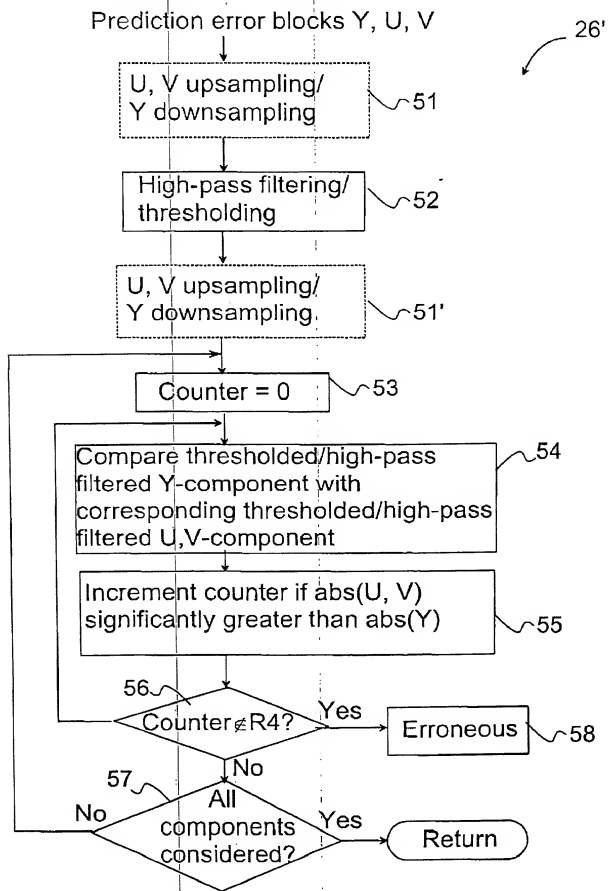 Prediction error blocks Y, U, V
26'
U, V upsampling/
Y downsampling
51
High-pass filtering/
thresholding
52
U, V upsampling/
Y downsampling.
51'
Counter = 0
53
Compare thresholded/high-pass
filtered Y-component with
corresponding thresholded/high-pass
filtered U,V-component
54
Increment counter if abs(U, V)
significantly greater than abs(Y)
55
56
Counter∉R4?
Yes
Erroneous
58
No
57
No
All
components
considered?
Yes
Return